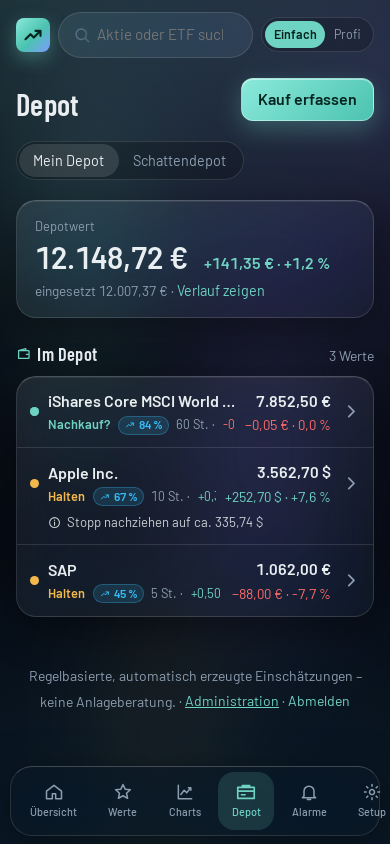 Aktie oder ETF sucl
Einfach Profi
Depot
Kauf erfassen
Mein Depot Schattendepot
Depotwert
12.148,72 € +141,35 € · +1,2 %
eingesetzt 12.007,37 € · Verlauf zeigen
Im Depot 3 Werte
iShares Core MSCI World ... 7.852,50 €
Nachkauf? 84 % 60 St. · -0 −0,05 € · 0,0 %
Apple Inc. 3.562,70 $
Halten 67 % 10 St. · +0, +252,70 $ · +7,6 %
Stopp nachziehen auf ca. 335,74 $
SAP 1.062,00 €
Halten 45 % 5 St. · +0,50 −88,00 € · −7,7 %
Regelbasierte, automatisch erzeugte Einschätzungen –
keine Anlageberatung. · Administration · Abmelden
Übersicht Werte Charts Depot Alarme Setup